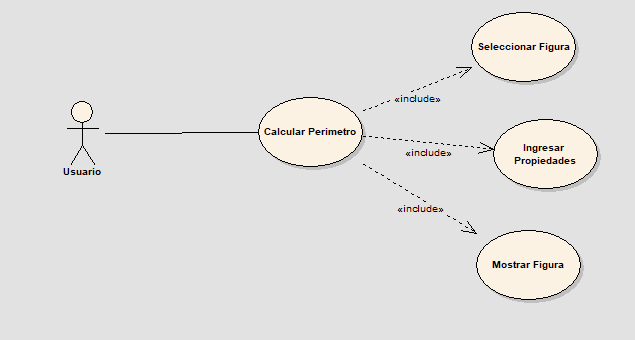 Seleccionar Figura
«include»
Calcular Perimetro
Usuario
«include»
Ingresar
Propiedades
«include»
Mostrar Figura